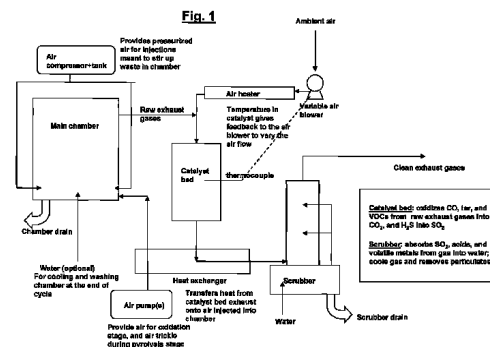 Fig. 1
Ambient air
Provides pressurized
air for injections
meant to stir up
waste in chamber
Air
compressor+tank
Air heater
Raw exhaust
gases
Variable air
blower
Temperature in
catalyst gives
feedback to the air
blower to vary the
air flow
Main chamber
Clean exhaust gases
Catalyst
bed
thermocouple
Catalyst bed: oxidizes CO, tar, and
VOCs from raw exhaust gases into
CO2, and H2S into SO2
Scrubber: absorbs SO2, acids, and
volatile metals from gas into water;
cools gas and removes particulates
Chamber drain
Water (optional)
For cooling and washing
chamber at the end of
cycle
Heat exchanger
Scrubber
Air pump(s)
Transfers heat from
catalyst bed exhaust
onto air injected into
chamber
Water
Scrubber drain
Provide air for oxidation
stage, and air trickle
during pyrolysis stage